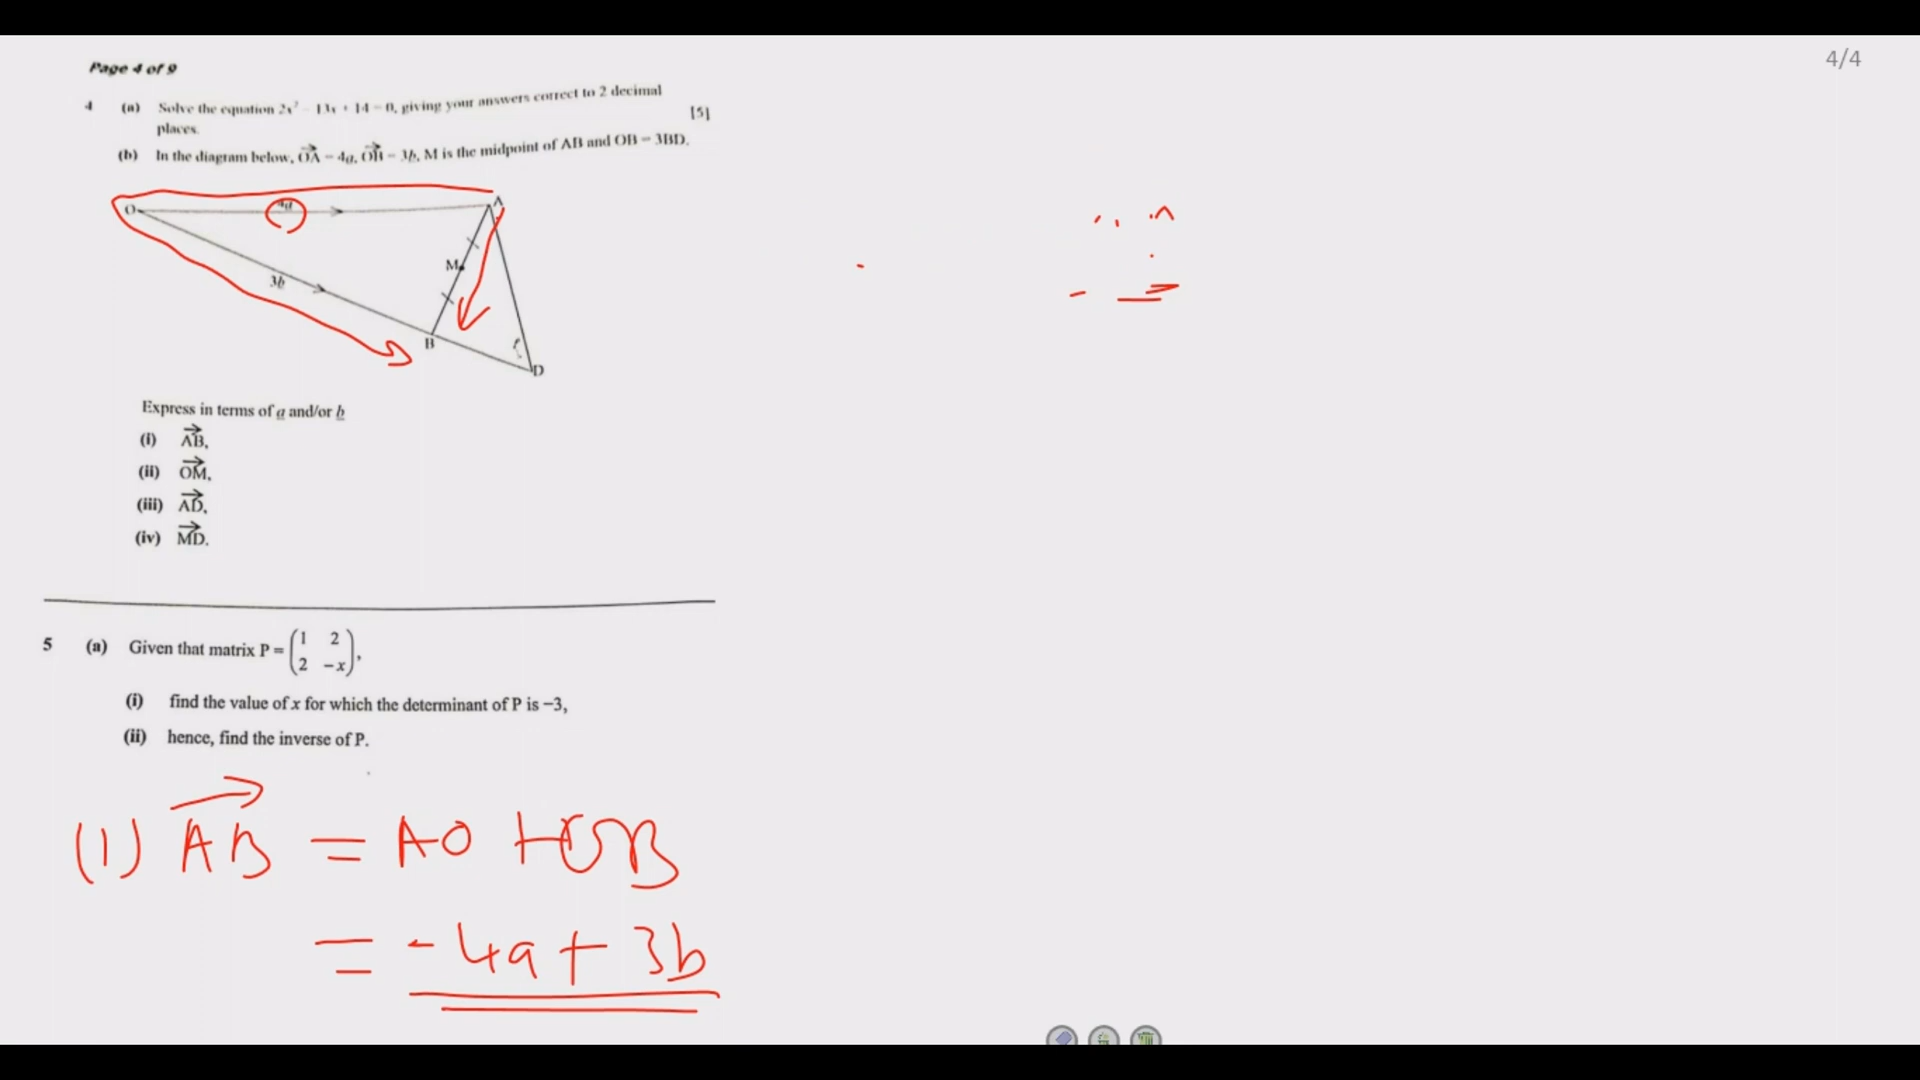 4/4
Page 4 of 9
4 (a) Solve the equation 2x² – 13x + 14 = 0, giving your answers correct to 2 decimal
places. [5]
(b) In the diagram below, OA = 4a, OB = 3b, M is the midpoint of AB and OB = 3BD.
O 4a A
M
3b
B
D
Express in terms of a and/or b
(i) AB,
(ii) OM,
(iii) AD,
(iv) MD.
5 (a) Given that matrix P = (1 2
2 −x),
(i) find the value of x for which the determinant of P is −3,
(ii) hence, find the inverse of P.
(1) AB = AO + OB
= -4a + 3b